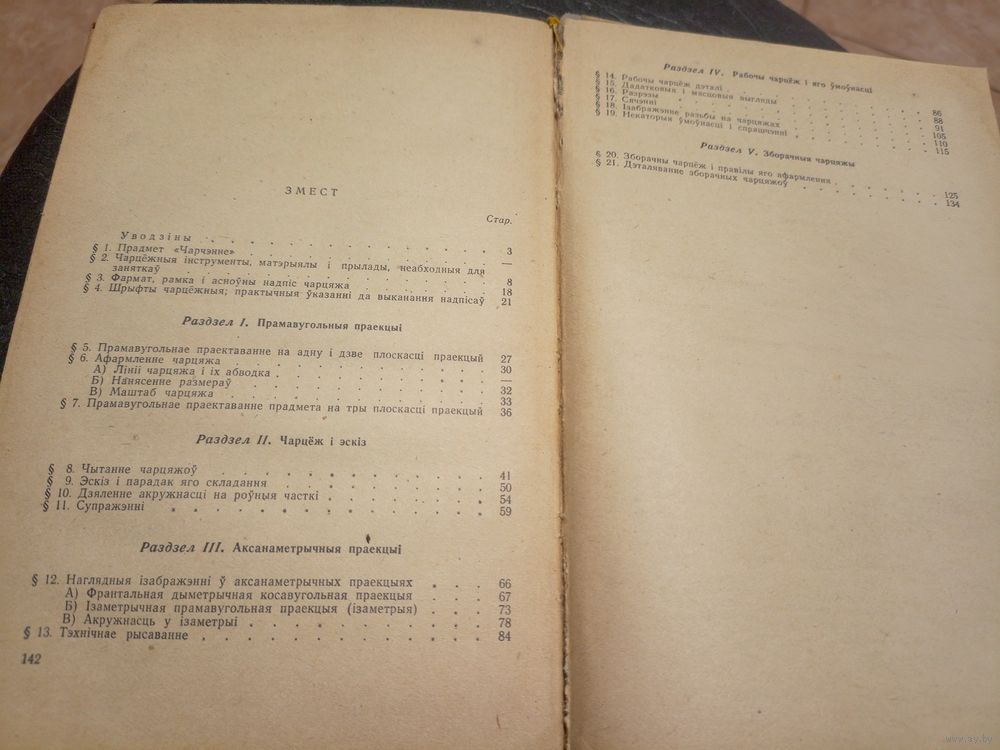 ЗМЕСТ
Стар.
Уводзіны
§ 1. Прадмет «Чарчэнне» 3
§ 2. Чарцёжныя інструменты, матэрыялы і прылады, неабходныя для —
заняткаў 8
§ 3. Фармат, рамка і асноўны надпіс чарцяжа 18
§ 4. Шрыфты чарцёжныя; практычныя ўказанні да выканання надпісаў 21
Раздзел I. Прамавугольныя праекцыі
§ 5. Прамавугольнае праектаванне на адну і дзве плоскасці праекцый 27
§ 6. Афармленне чарцяжа 30
А) Лініі чарцяжа і іх абводка —
Б) Нанясенне размераў 32
В) Маштаб чарцяжа 33
§ 7. Прамавугольнае праектаванне прадмета на тры плоскасці праекцый 36
Раздзел II. Чарцёж і эскіз
§ 8. Чытанне чарцяжоў 41
§ 9. Эскіз і парадак яго складання 50
§ 10. Дзяленне акружнасці на роўныя часткі 54
§ 11. Супражэнні 59
Раздзел III. Аксанаметрычныя праекцыі
§ 12. Наглядныя ізабражэнні ў аксанаметрычных праекцыях 66
А) Франтальная дыметрычная косавугольная праекцыя 67
Б) Ізаметрычная прамавугольная праекцыя (ізаметрыя) 73
В) Акружнасць у ізаметрыі 78
§ 13. Тэхнічнае рысаванне 84
142
Раздзел IV. Рабочы чарцёж і яго ўмоўнасці
§ 14. Рабочы чарцёж дэталі 86
§ 15. Дадатковыя і мясцовыя выгляды 88
§ 16. Разрэзы 91
§ 17. Сячэнні 105
§ 18. Ізабражэнне разьбы на чарцяжах 110
§ 19. Некаторыя ўмоўнасці і спрашчэнні 115
Раздзел V. Зборачныя чарцяжы
§ 20. Зборачны чарцёж і правілы яго афармлення 125
§ 21. Дэталяванне зборачных чарцяжоў 134
www.ay.by